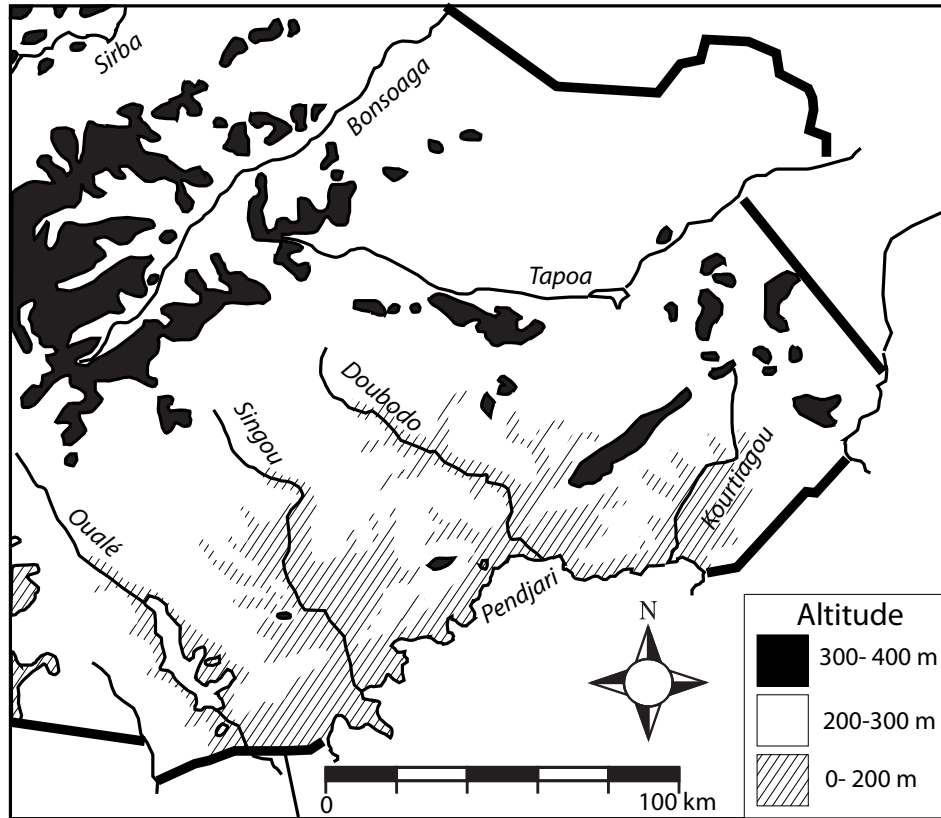 Sirba
Bonsoaga
Tapoa
Doubodo
Singou
Kourtiagou
Oualé
Pendjari
N
0
100 km
Altitude
300- 400 m
200-300 m
0- 200 m